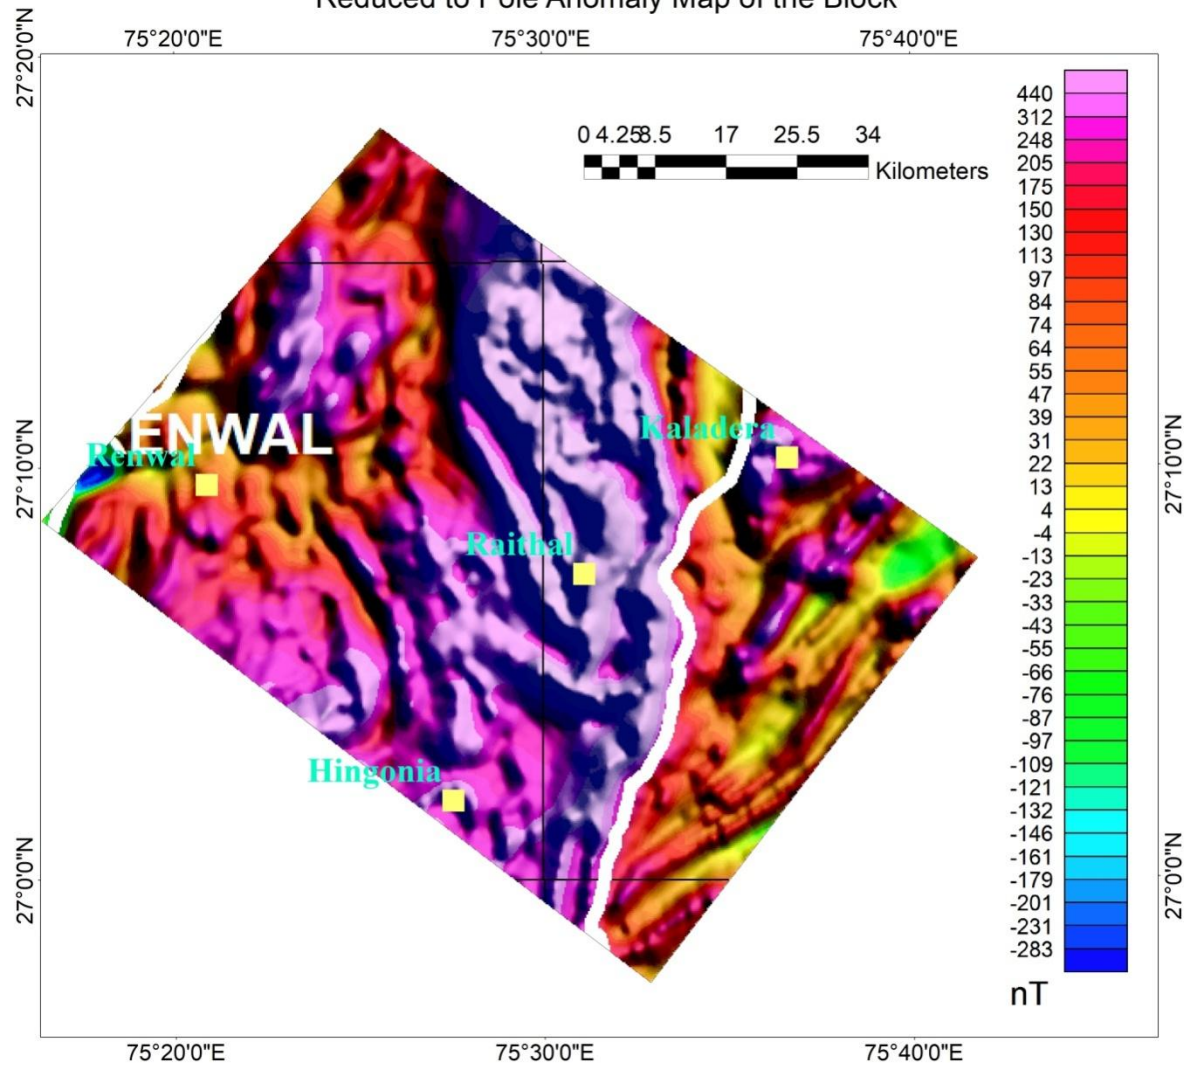 Reduced to Pole Anomaly Map of the Block
75°20'0"E 75°30'0"E 75°40'0"E
27°20'0"N
0 4.25 8.5 17 25.5 34
Kilometers
440
312
248
205
175
150
130
113
97
84
74
64
55
47
39
31
22
13
4
-4
-13
-23
-33
-43
-55
-66
-76
-87
-97
-109
-121
-132
-146
-161
-179
-201
-231
-283
nT
RENWAL
Renwal
Kaladera
27°10'0"N 27°10'0"N
Raithal
Hingonia
27°0'0"N 27°0'0"N
75°20'0"E 75°30'0"E 75°40'0"E